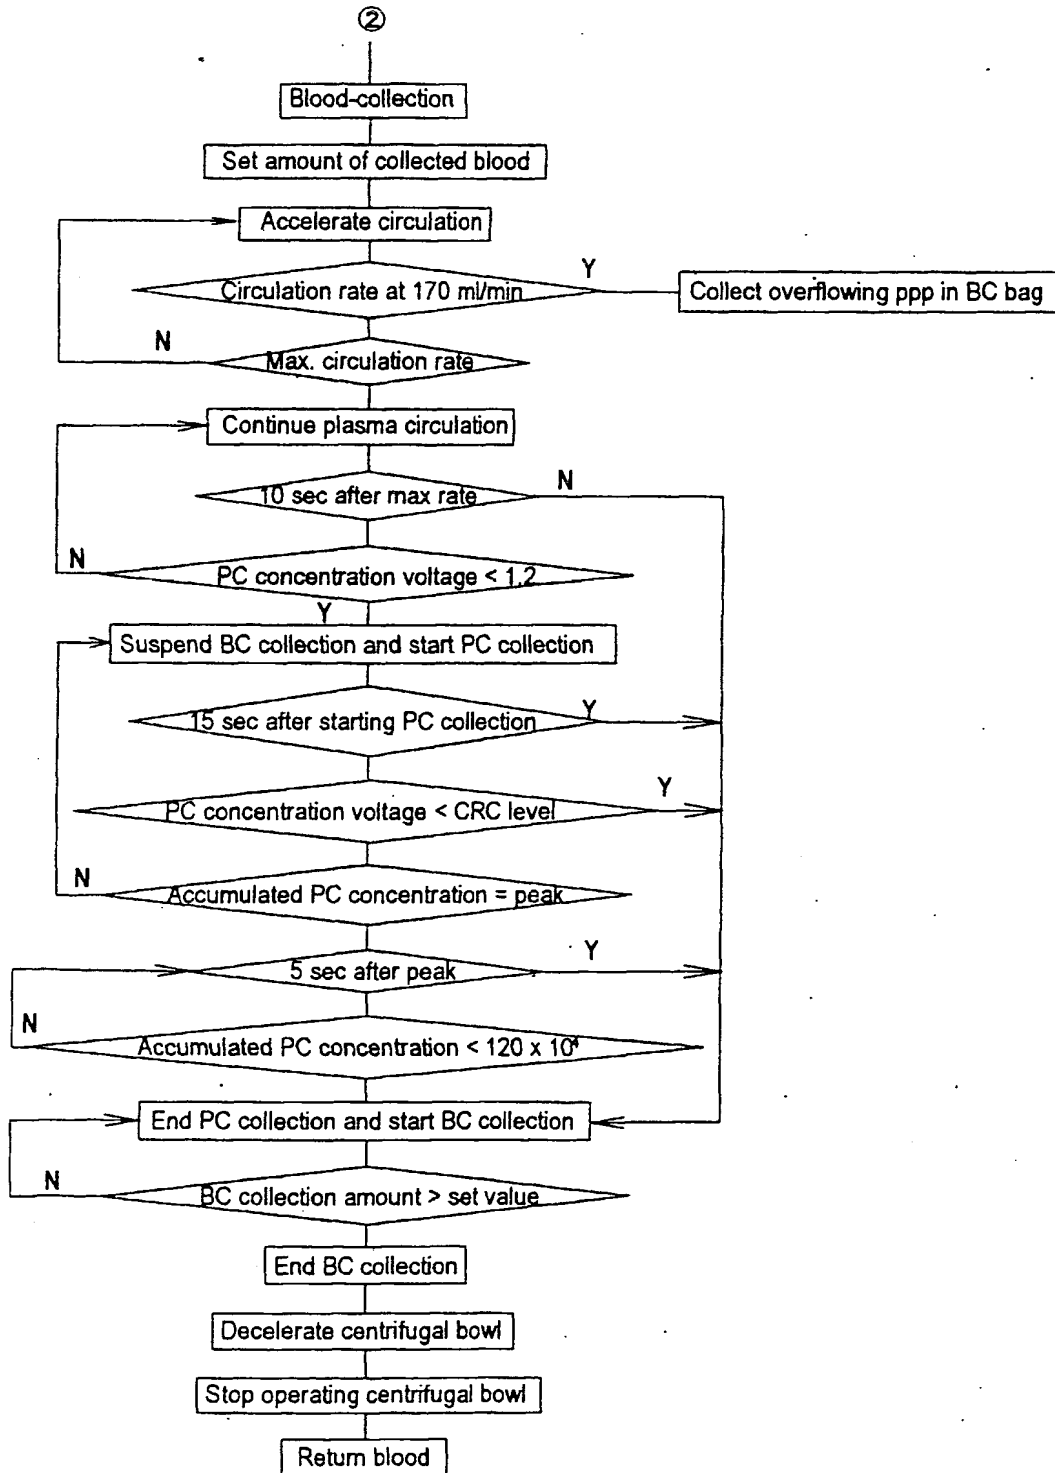 ②
Blood-collection
Set amount of collected blood
Accelerate circulation
Y
Circulation rate at 170 ml/min
Collect overflowing ppp in BC bag
N
Max. circulation rate
Continue plasma circulation
N
10 sec after max rate
N
PC concentration voltage < 1.2
Y
Suspend BC collection and start PC collection
Y
15 sec after starting PC collection
Y
PC concentration voltage < CRC level
N
Accumulated PC concentration = peak
Y
5 sec after peak
N
Accumulated PC concentration < 120 x 10⁴
End PC collection and start BC collection
N
BC collection amount > set value
End BC collection
Decelerate centrifugal bowl
Stop operating centrifugal bowl
Return blood